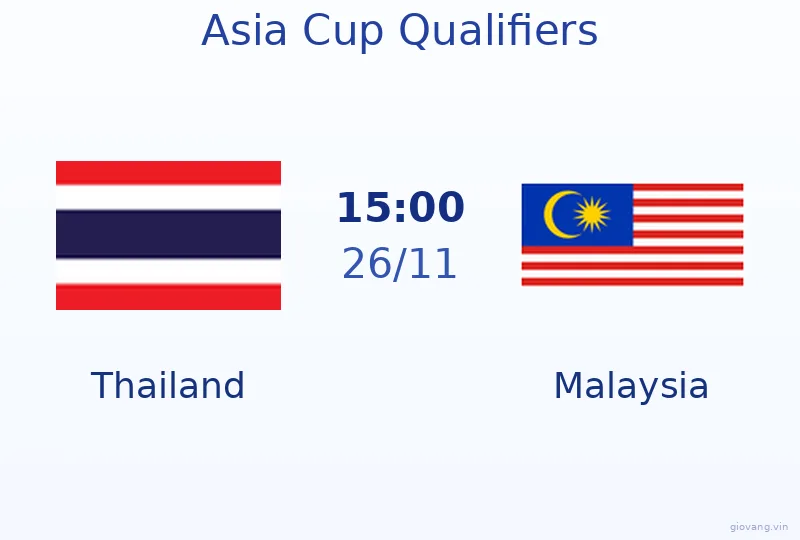 Asia Cup Qualifiers
15:00
26/11
Thailand
Malaysia
giovang.vin